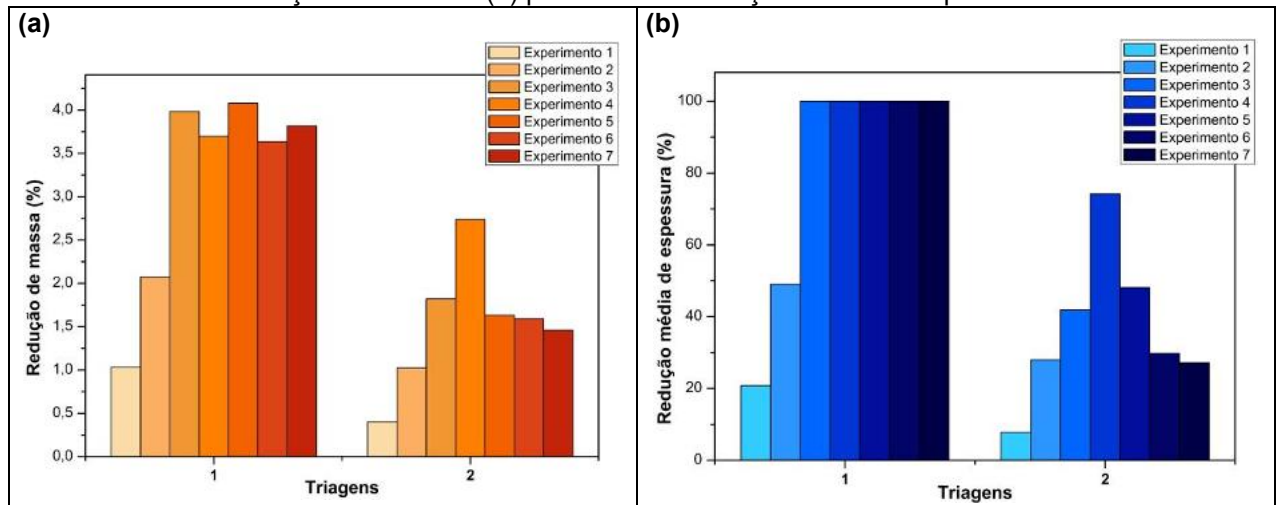 (a)
Experimento 1
Experimento 2
Experimento 3
Experimento 4
Experimento 5
Experimento 6
Experimento 7
Redução de massa (%)
4,0
3,5
3,0
2,5
2,0
1,5
1,0
0,5
0,0
1
2
Triagens
(b)
Experimento 1
Experimento 2
Experimento 3
Experimento 4
Experimento 5
Experimento 6
Experimento 7
Redução média de espessura (%)
100
80
60
40
20
0
1
2
Triagens